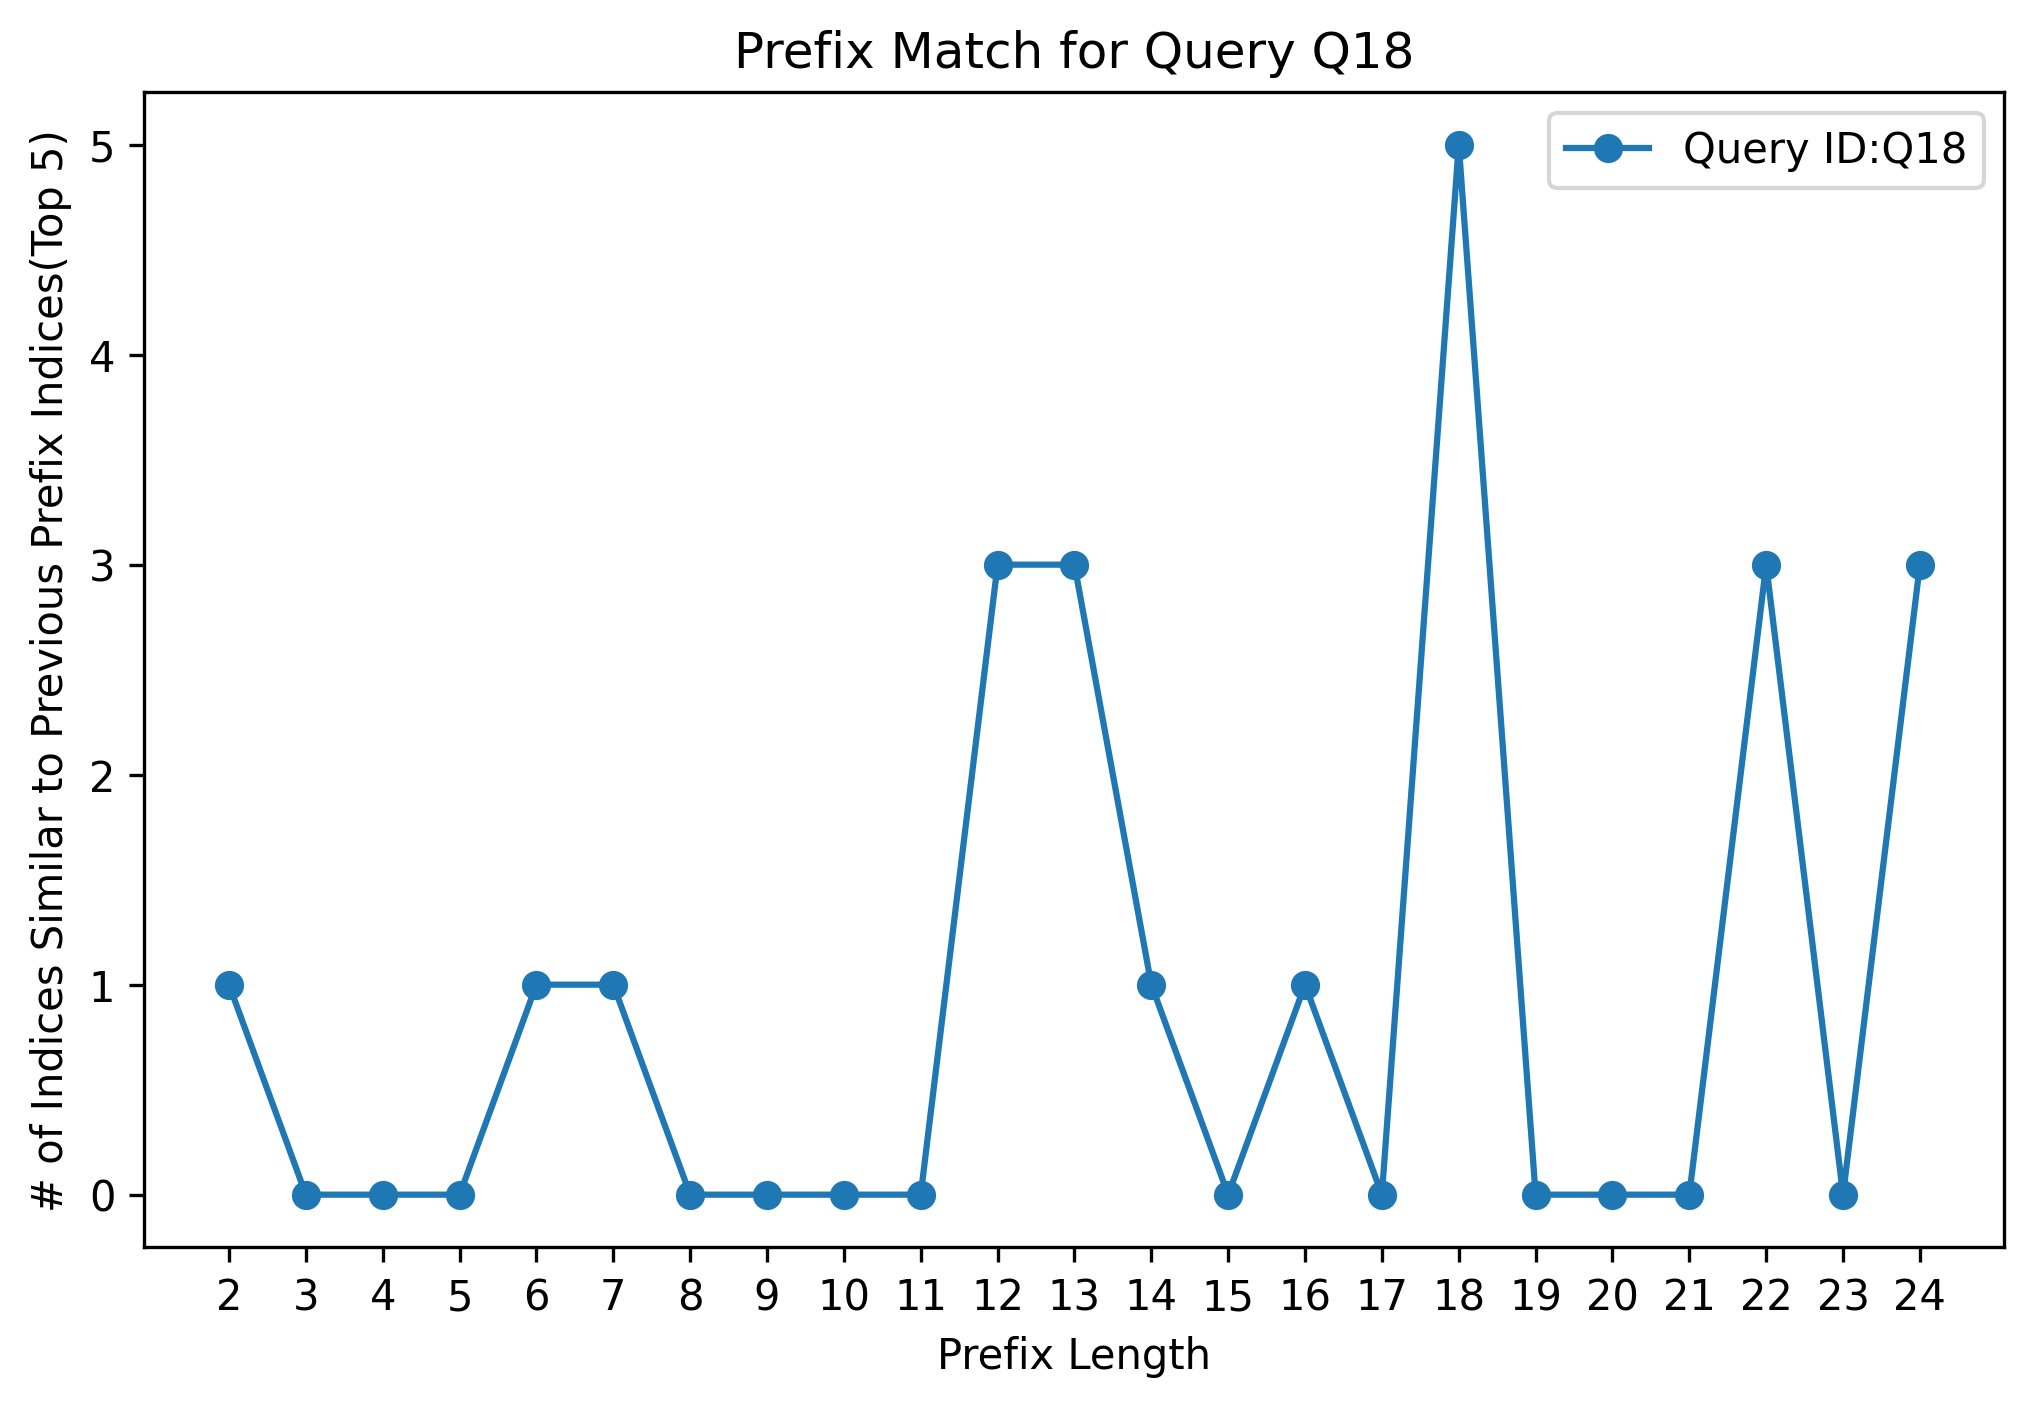 Prefix Match for Query Q18
Query ID:Q18
# of Indices Similar to Previous Prefix Indices(Top 5)
5
4
3
2
1
0
2 3 4 5 6 7 8 9 10 11 12 13 14 15 16 17 18 19 20 21 22 23 24
Prefix Length